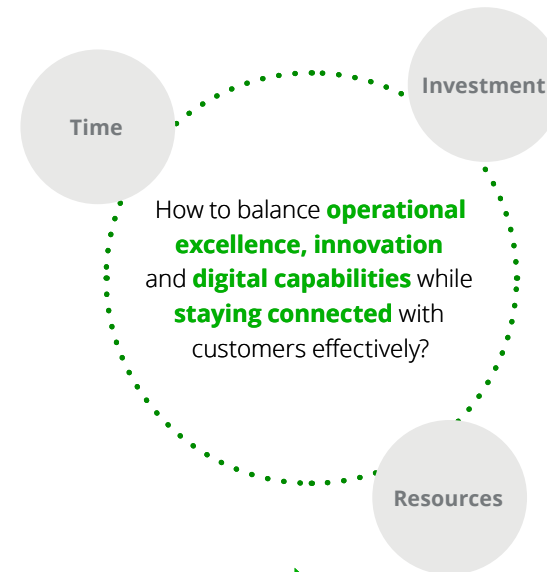 Investment
Time
How to balance operational
excellence, innovation
and digital capabilities while
staying connected with
customers effectively?
Resources